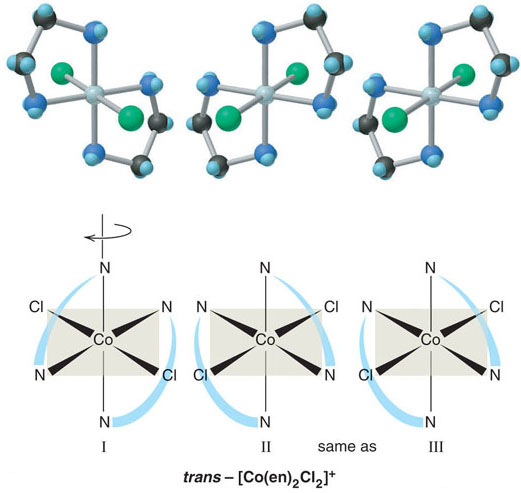 N N N
Cl N N Cl N Cl
Co Co Co
N Cl Cl N Cl N
N N N
I II same as III
trans – [Co(en)2Cl2]+